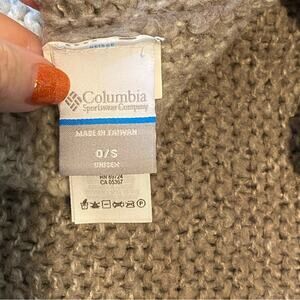 Columbia
Sportswear Company
MADE IN TAIWAN
O/S
UNISEX
RN 69724
CA 05367